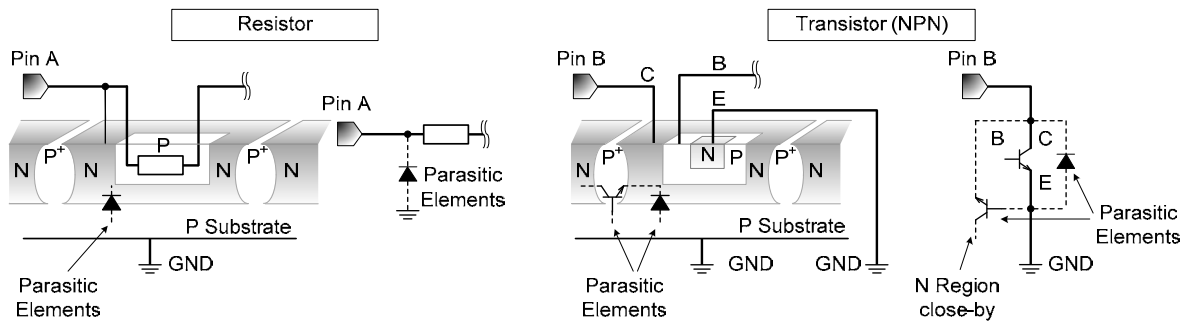 Resistor
Pin A
N
P+
N
P
P+
N
N
P Substrate
GND
Parasitic
Elements
Pin A
Parasitic
Elements
Transistor (NPN)
Pin B
C
B
E
N
P+
N
N
P
P+
N
N
P Substrate
GND
GND
Parasitic
Elements
Pin B
B
C
E
Parasitic
Elements
GND
N Region
close-by